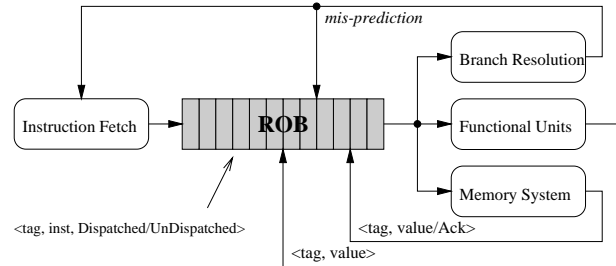 mis-prediction
Branch Resolution
Instruction Fetch
ROB
Functional Units
Memory System
<tag, inst, Dispatched/UnDispatched>
<tag, value/Ack>
<tag, value>